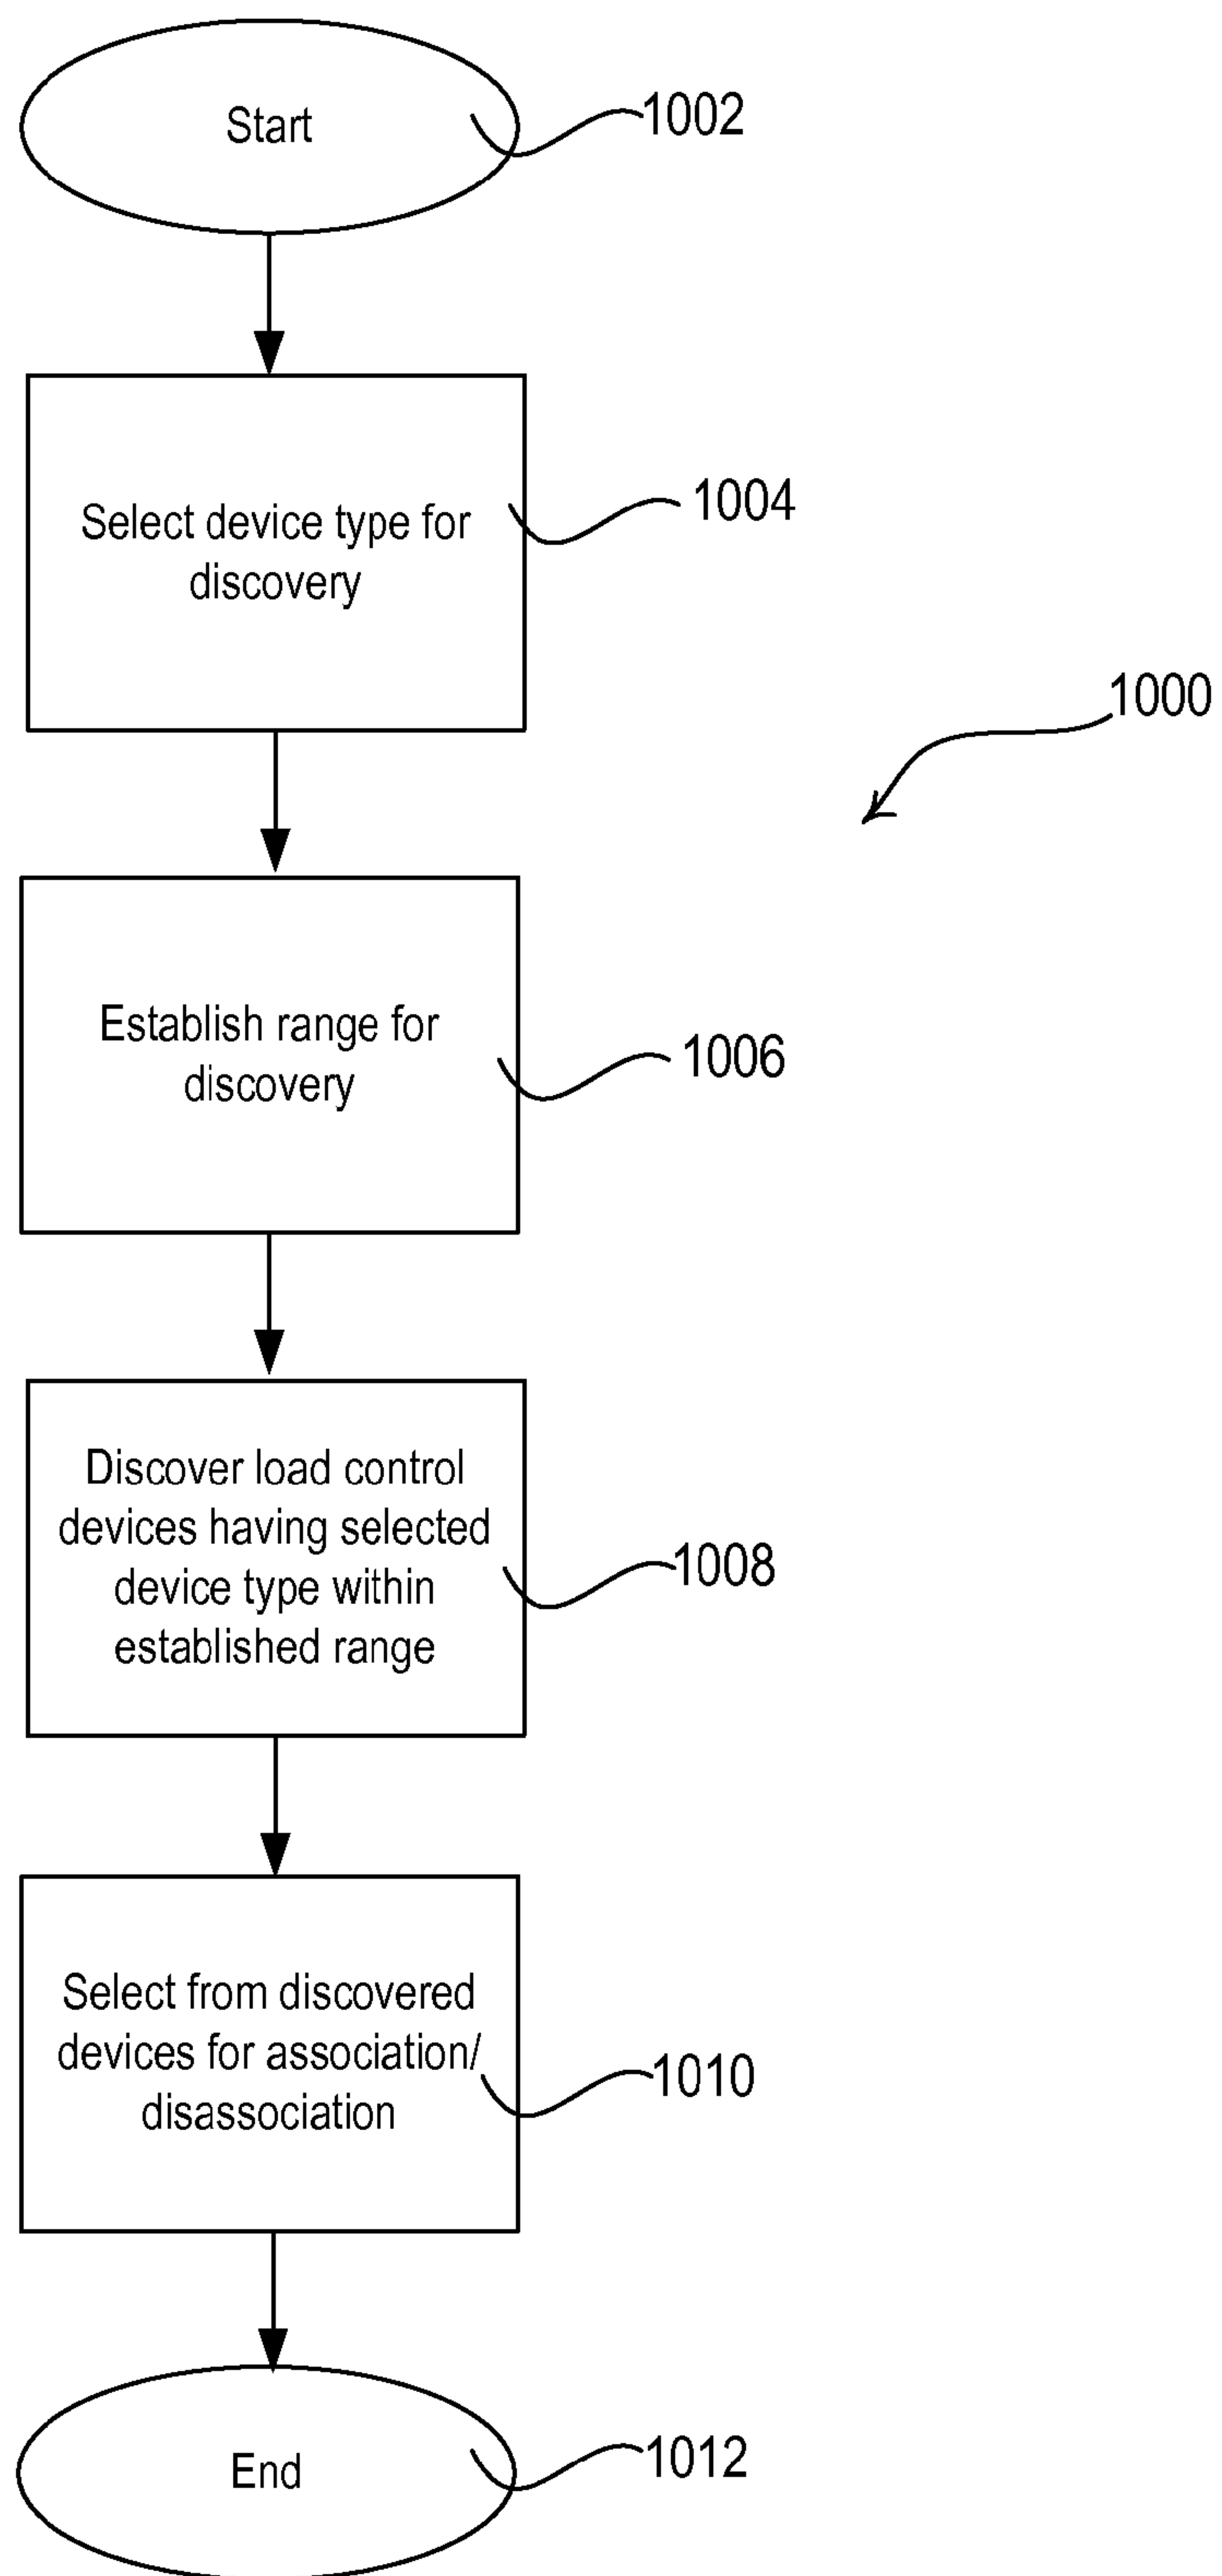 Start
1002
Select device type for
discovery
1004
1000
Establish range for
discovery
1006
Discover load control
devices having selected
device type within
established range
1008
Select from discovered
devices for association/
disassociation
1010
End
1012